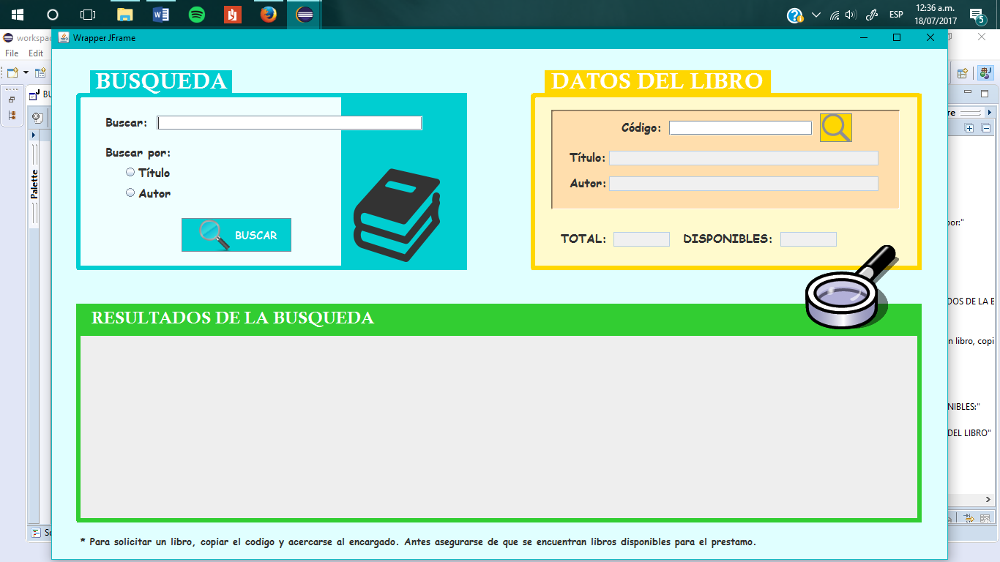 12:36 a.m.
ESP
18/07/2017
5
Wrapper JFrame
File Edit
BUSQUEDA
DATOS DEL LIBRO
Buscar:
Código:
Buscar por:
Título:
Título
Autor:
Autor
por:"
BUSCAR
TOTAL:
DISPONIBLES:
Palette
RESULTADOS DE LA BUSQUEDA
DOS DE LA B
n libro, copi
NIBLES:"
DEL LIBRO"
* Para solicitar un libro, copiar el codigo y acercarse al encargado. Antes asegurarse de que se encuentran libros disponibles para el prestamo.